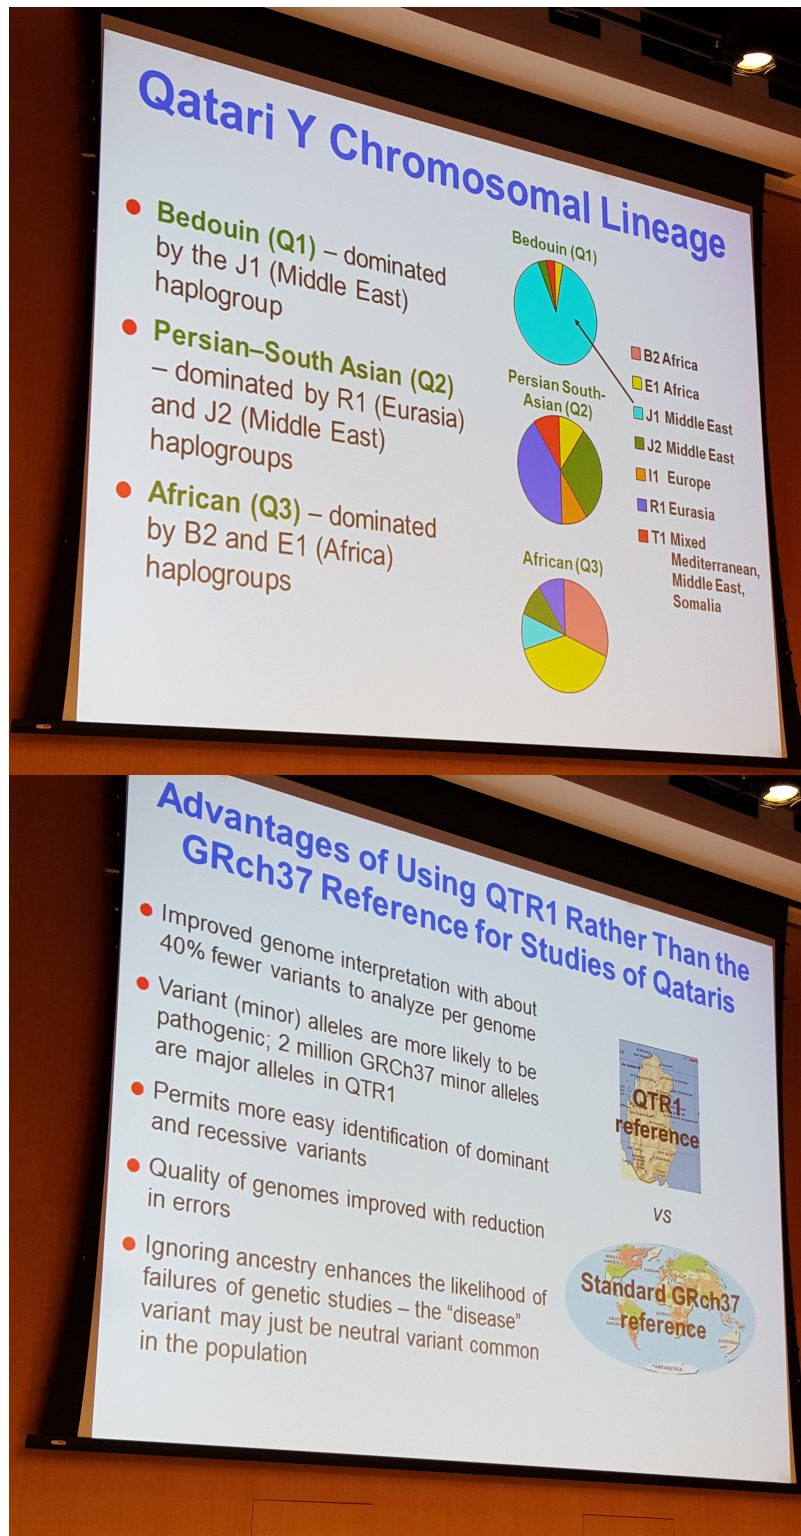 Qatari Y Chromosomal Lineage
Bedouin (Q1) – dominated
by the J1 (Middle East)
haplogroup
Persian–South Asian (Q2)
– dominated by R1 (Eurasia)
and J2 (Middle East)
haplogroups
African (Q3) – dominated
by B2 and E1 (Africa)
haplogroups
Bedouin (Q1)
Persian South-
Asian (Q2)
African (Q3)
B2 Africa
E1 Africa
J1 Middle East
J2 Middle East
I1 Europe
R1 Eurasia
T1 Mixed
Mediterranean,
Middle East,
Somalia
Advantages of Using QTR1 Rather Than the
GRch37 Reference for Studies of Qataris
Improved genome interpretation with about
40% fewer variants to analyze per genome
Variant (minor) alleles are more likely to be
pathogenic; 2 million GRCh37 minor alleles
are major alleles in QTR1
Permits more easy identification of dominant
and recessive variants
Quality of genomes improved with reduction
in errors
Ignoring ancestry enhances the likelihood of
failures of genetic studies – the “disease”
variant may just be neutral variant common
in the population
QTR1
reference
vs
NORTH
AMERICA
EUROPE
Standard GRch37
reference
AFRICA
AUSTRALIA
ANTARCTICA